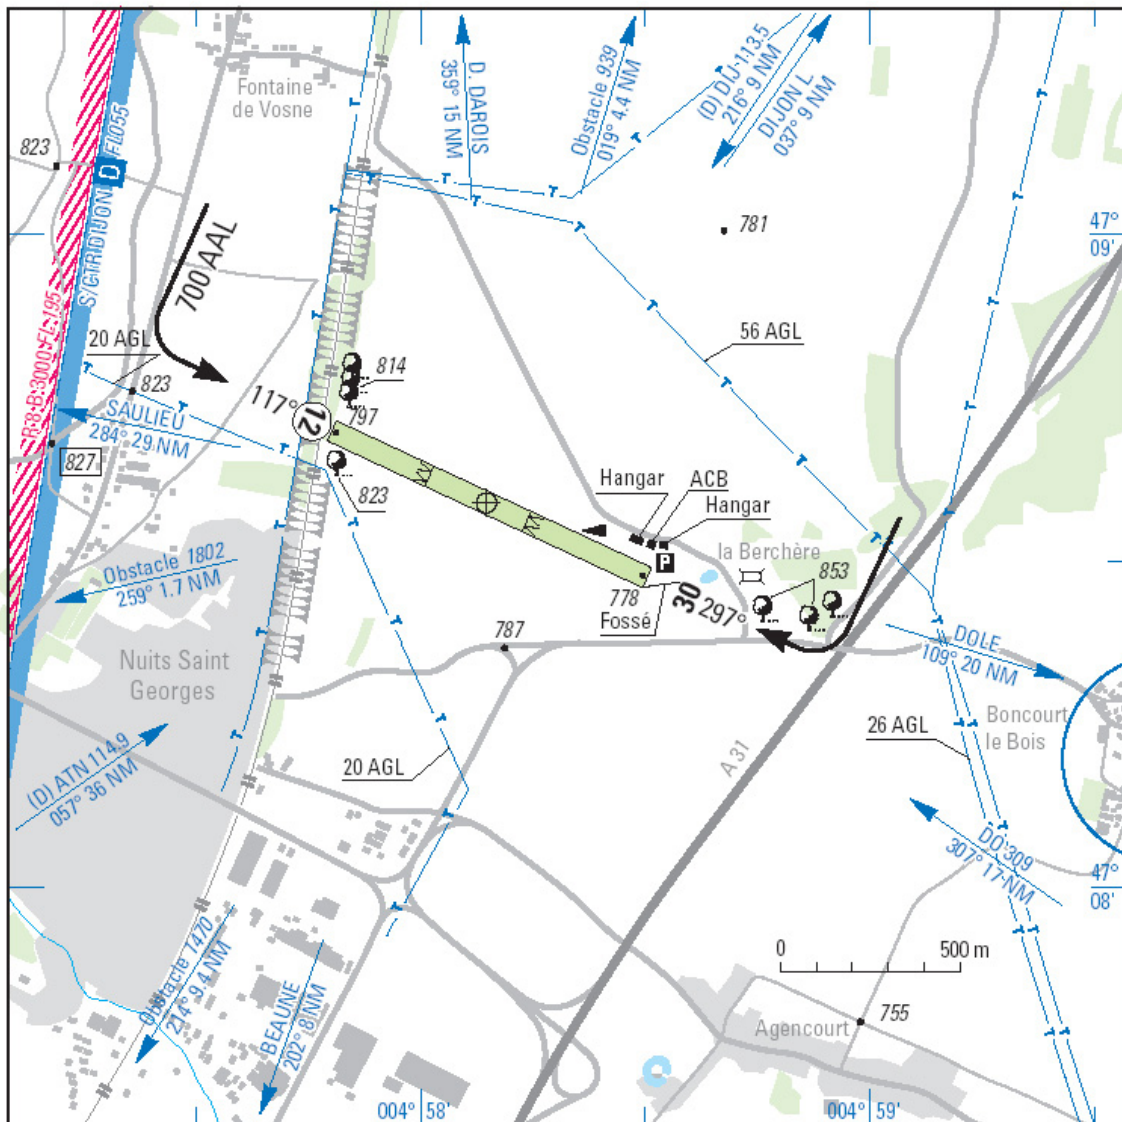 Fontaine
de Vosne
823
D
S/CTR DIJON
FL055
R 8 B 3000 FL 195
700 AAL
20 AGL
823
SAULIEU
284° 29 NM
827
D. DAROIS
359° 15 NM
Obstacle 939
019° 4.4 NM
(D) DIJ 113.5
216° 9 NM
DIJON L
037° 9 NM
781
47°
09'
56 AGL
814
117°
12
797
823
Hangar
ACB
Hangar
P
la Berchère
853
778
Fossé
30
297°
Obstacle 1802
259° 1.7 NM
787
Nuits Saint
Georges
DOLE
109° 20 NM
Boncourt
le Bois
26 AGL
A 31
20 AGL
(D) ATN 114.9
057° 36 NM
DO 309
307° 17 NM
47°
08'
Obstacle 1470
214° 9.4 NM
BEAUNE
202° 8 NM
0
500 m
755
Agencourt
004° 58'
004° 59'